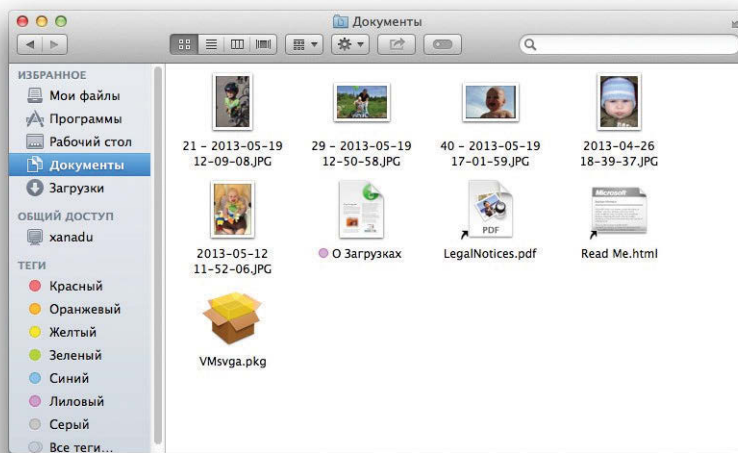 Документы
ИЗБРАННОЕ
Мои файлы
Программы
Рабочий стол
Документы
Загрузки
ОБЩИЙ ДОСТУП
xanadu
ТЕГИ
Красный
Оранжевый
Желтый
Зеленый
Синий
Лиловый
Серый
Все теги...
21 – 2013-05-19
12-09-08.JPG
29 – 2013-05-19
12-50-58.JPG
40 – 2013-05-19
17-01-59.JPG
2013-04-26
18-39-37.JPG
2013-05-12
11-52-06.JPG
О Загрузках
PDF
LegalNotices.pdf
Microsoft
Read Me.html
VMsvga.pkg